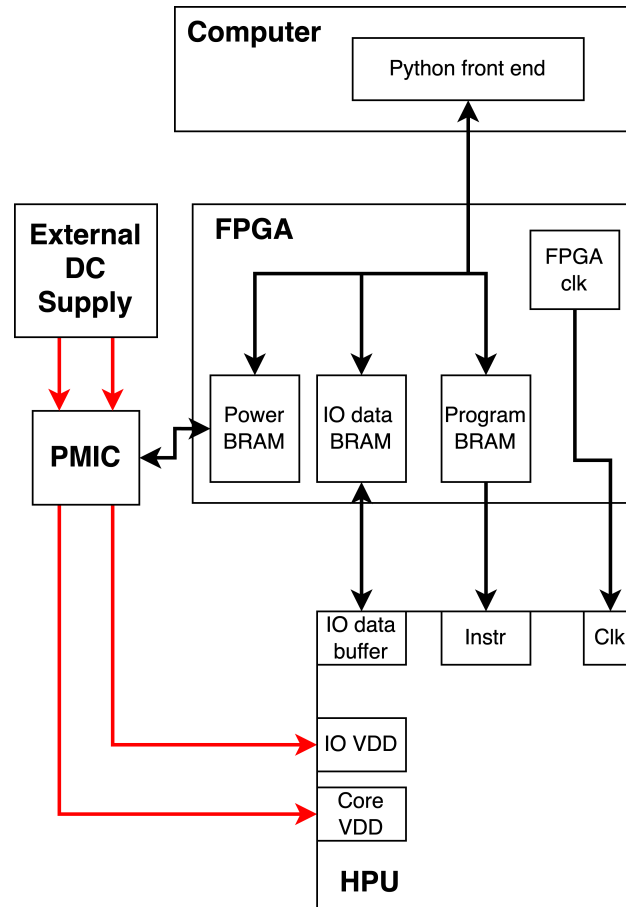 Computer
Python front end
External
DC
Supply
FPGA
FPGA
clk
Power
BRAM
IO data
BRAM
Program
BRAM
PMIC
IO data
buffer
Instr
Clk
IO VDD
Core
VDD
HPU